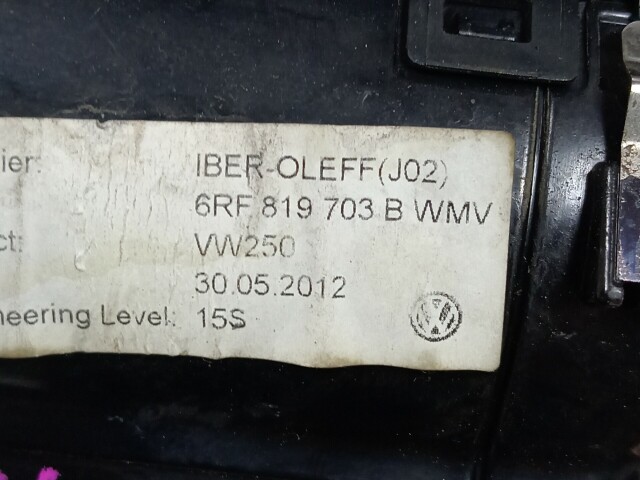 ier: IBER-OLEFF(J02)
6RF 819 703 B WMV
ct: VW250
30.05.2012
neering Level: 15S